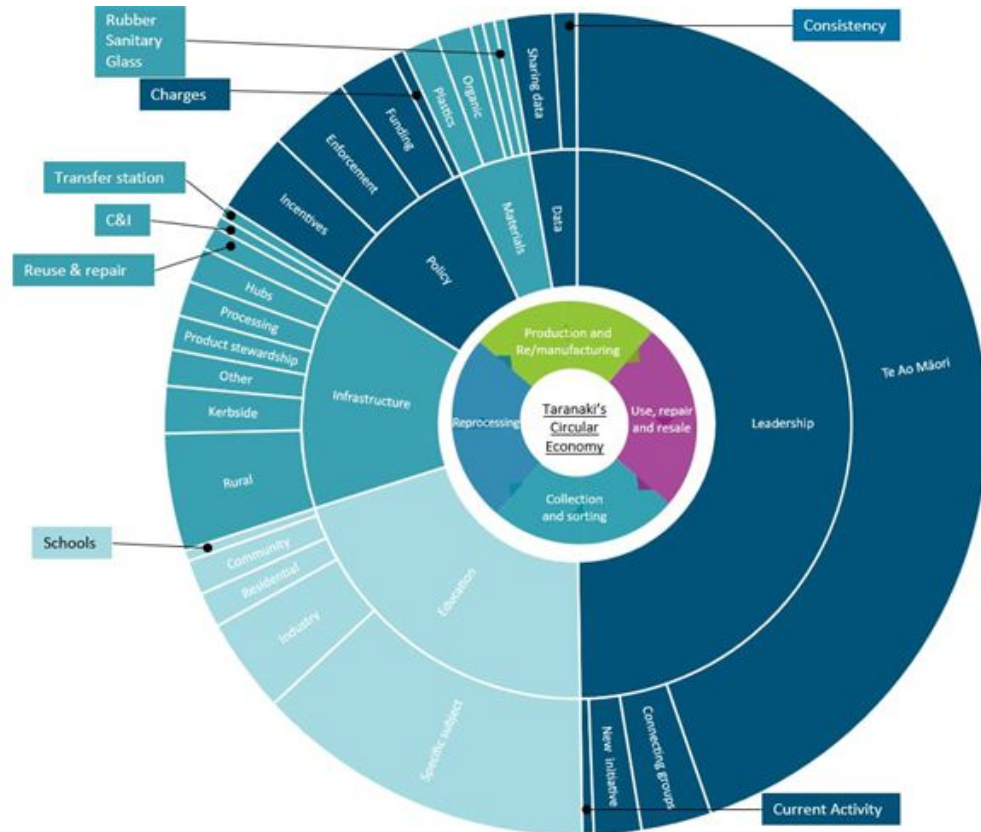 Rubber
Sanitary
Glass
Consistency
Charges
Plastics
Organic
Sharing data
Funding
Enforcement
Incentives
Transfer station
C&I
Reuse & repair
Hubs
Processing
Product stewardship
Other
Kerbside
Rural
Schools
Community
Residential
Industry
Specific subject
Current Activity
New initiative
Connecting groups
Te Ao Māori
Data
Materials
Policy
Infrastructure
Education
Leadership
Production and
Re/manufacturing
Use, repair
and resale
Collection
and sorting
Reprocessing
Taranaki's
Circular
Economy